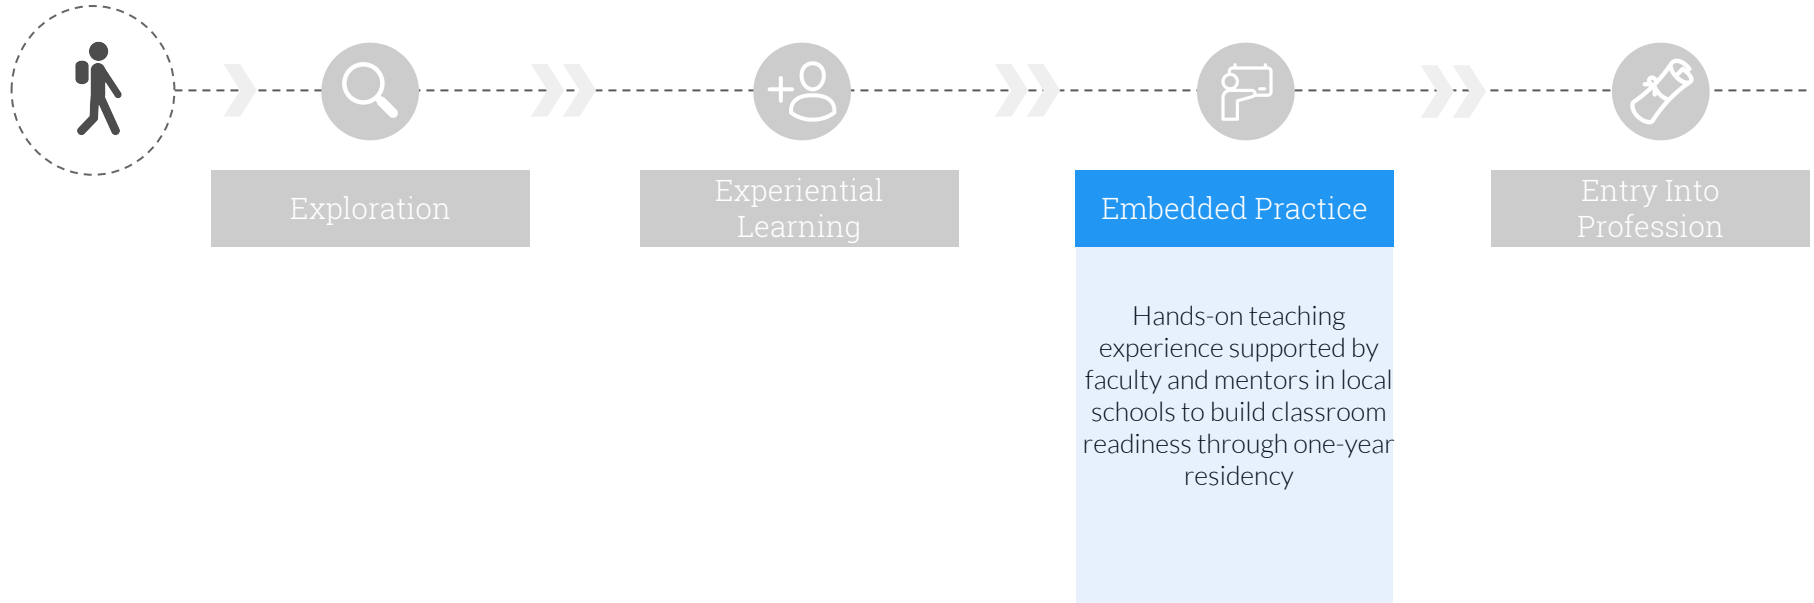 Exploration
Experiential
Learning
Embedded Practice
Entry Into
Profession
Hands-on teaching
experience supported by
faculty and mentors in local
schools to build classroom
readiness through one-year
residency